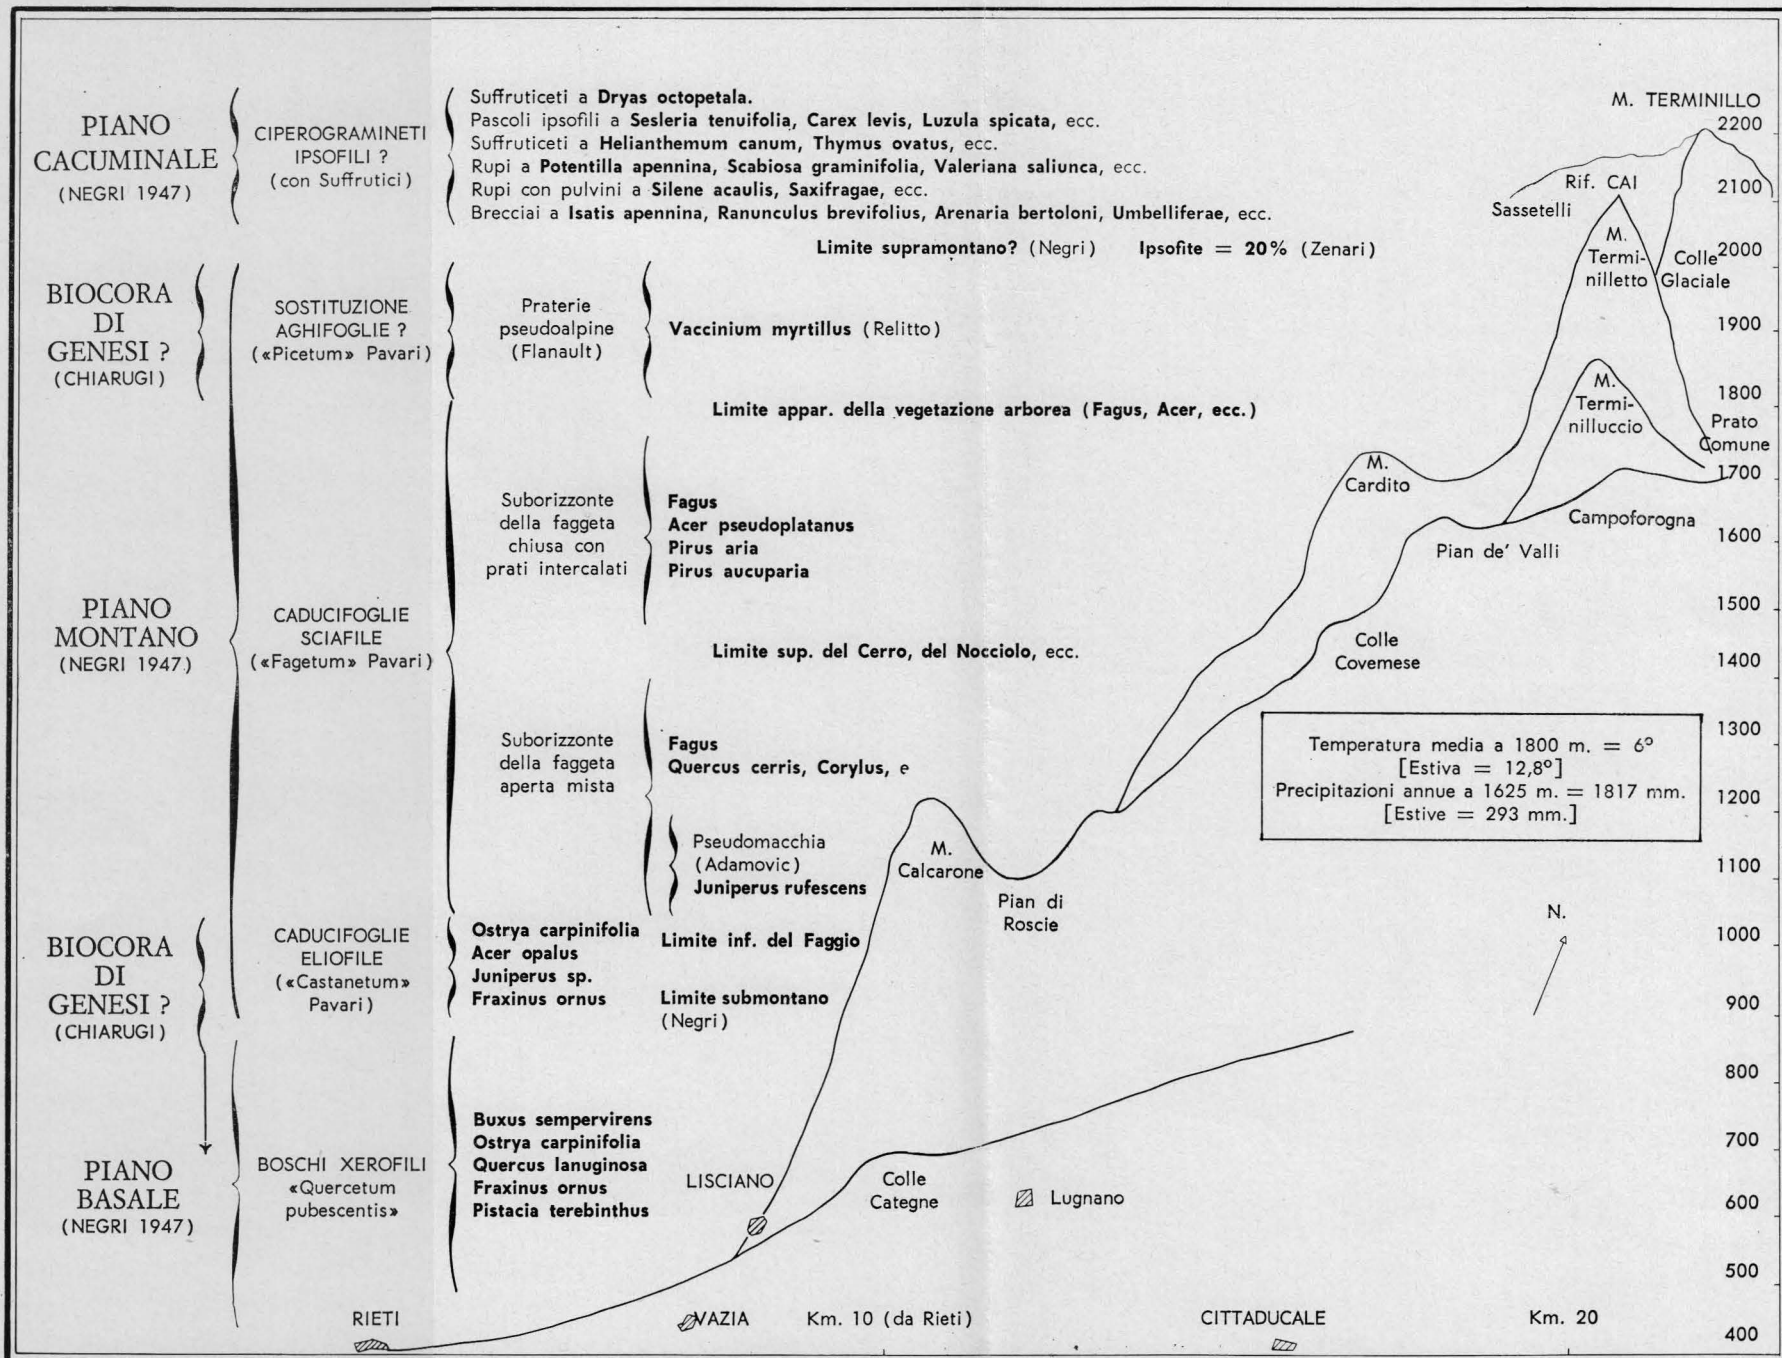 PIANO
CACUMINALE
(NEGRI 1947)
CIPEROGRAMINETI
IPSOFILI ?
(con Suffrutici)
Suffruticeti a Dryas octopetala.
Pascoli ipsofili a Sesleria tenuifolia, Carex levis, Luzula spicata, ecc.
Suffruticeti a Helianthemum canum, Thymus ovatus, ecc.
Rupi a Potentilla apennina, Scabiosa graminifolia, Valeriana saliunca, ecc.
Rupi con pulvini a Silene acaulis, Saxifragae, ecc.
Brecciai a Isatis apennina, Ranunculus brevifolius, Arenaria bertoloni, Umbelliferae, ecc.
Limite supramontano? (Negri) Ipsofite = 20% (Zenari)
BIOCORA
DI
GENESI ?
(CHIARUGI)
SOSTITUZIONE
AGHIFOGLIE ?
(«Picetum» Pavari)
Praterie
pseudoalpine
(Flanault)
Vaccinium myrtillus (Relitto)
Limite appar. della vegetazione arborea (Fagus, Acer, ecc.)
PIANO
MONTANO
(NEGRI 1947)
CADUCIFOGLIE
SCIAFILE
(«Fagetum» Pavari)
Suborizzonte
della faggeta
chiusa con
prati intercalati
Fagus
Acer pseudoplatanus
Pirus aria
Pirus aucuparia
Limite sup. del Cerro, del Nocciolo, ecc.
Suborizzonte
della faggeta
aperta mista
Fagus
Quercus cerris, Corylus, e
Pseudomacchia
(Adamovic)
Juniperus rufescens
BIOCORA
DI
GENESI ?
(CHIARUGI)
CADUCIFOGLIE
ELIOFILE
(«Castanetum»
Pavari)
Ostrya carpinifolia
Acer opalus
Juniperus sp.
Fraxinus ornus
Limite inf. del Faggio
Limite submontano
(Negri)
PIANO
BASALE
(NEGRI 1947)
BOSCHI XEROFILI
«Quercetum
pubescentis»
Buxus sempervirens
Ostrya carpinifolia
Quercus lanuginosa
Fraxinus ornus
Pistacia terebinthus
M. TERMINILLO
2200
Rif. CAI
2100
Sassetelli
M.
Termi-
nilletto
Colle
Glaciale
2000
1900
M.
Termi-
nilluccio
1800
Prato
Comune
M.
Cardito
1700
Campoforogna
1600
Pian de' Valli
1500
Colle
Covemese
1400
1300
Temperatura media a 1800 m. = 6°
[Estiva = 12,8°]
Precipitazioni annue a 1625 m. = 1817 mm.
[Estive = 293 mm.]
1200
M.
Calcarone
1100
Pian di
Roscie
N.
1000
900
800
700
LISCIANO
Colle
Categne
Lugnano
600
500
RIETI
VAZIA
Km. 10 (da Rieti)
CITTADUCALE
Km. 20
400